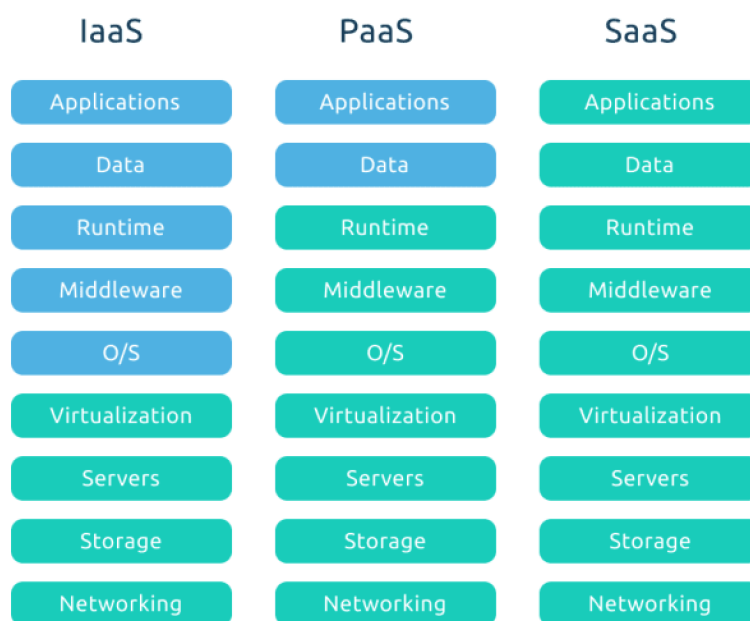 IaaS PaaS SaaS
Applications Applications Applications
Data Data Data
Runtime Runtime Runtime
Middleware Middleware Middleware
O/S O/S O/S
Virtualization Virtualization Virtualization
Servers Servers Servers
Storage Storage Storage
Networking Networking Networking